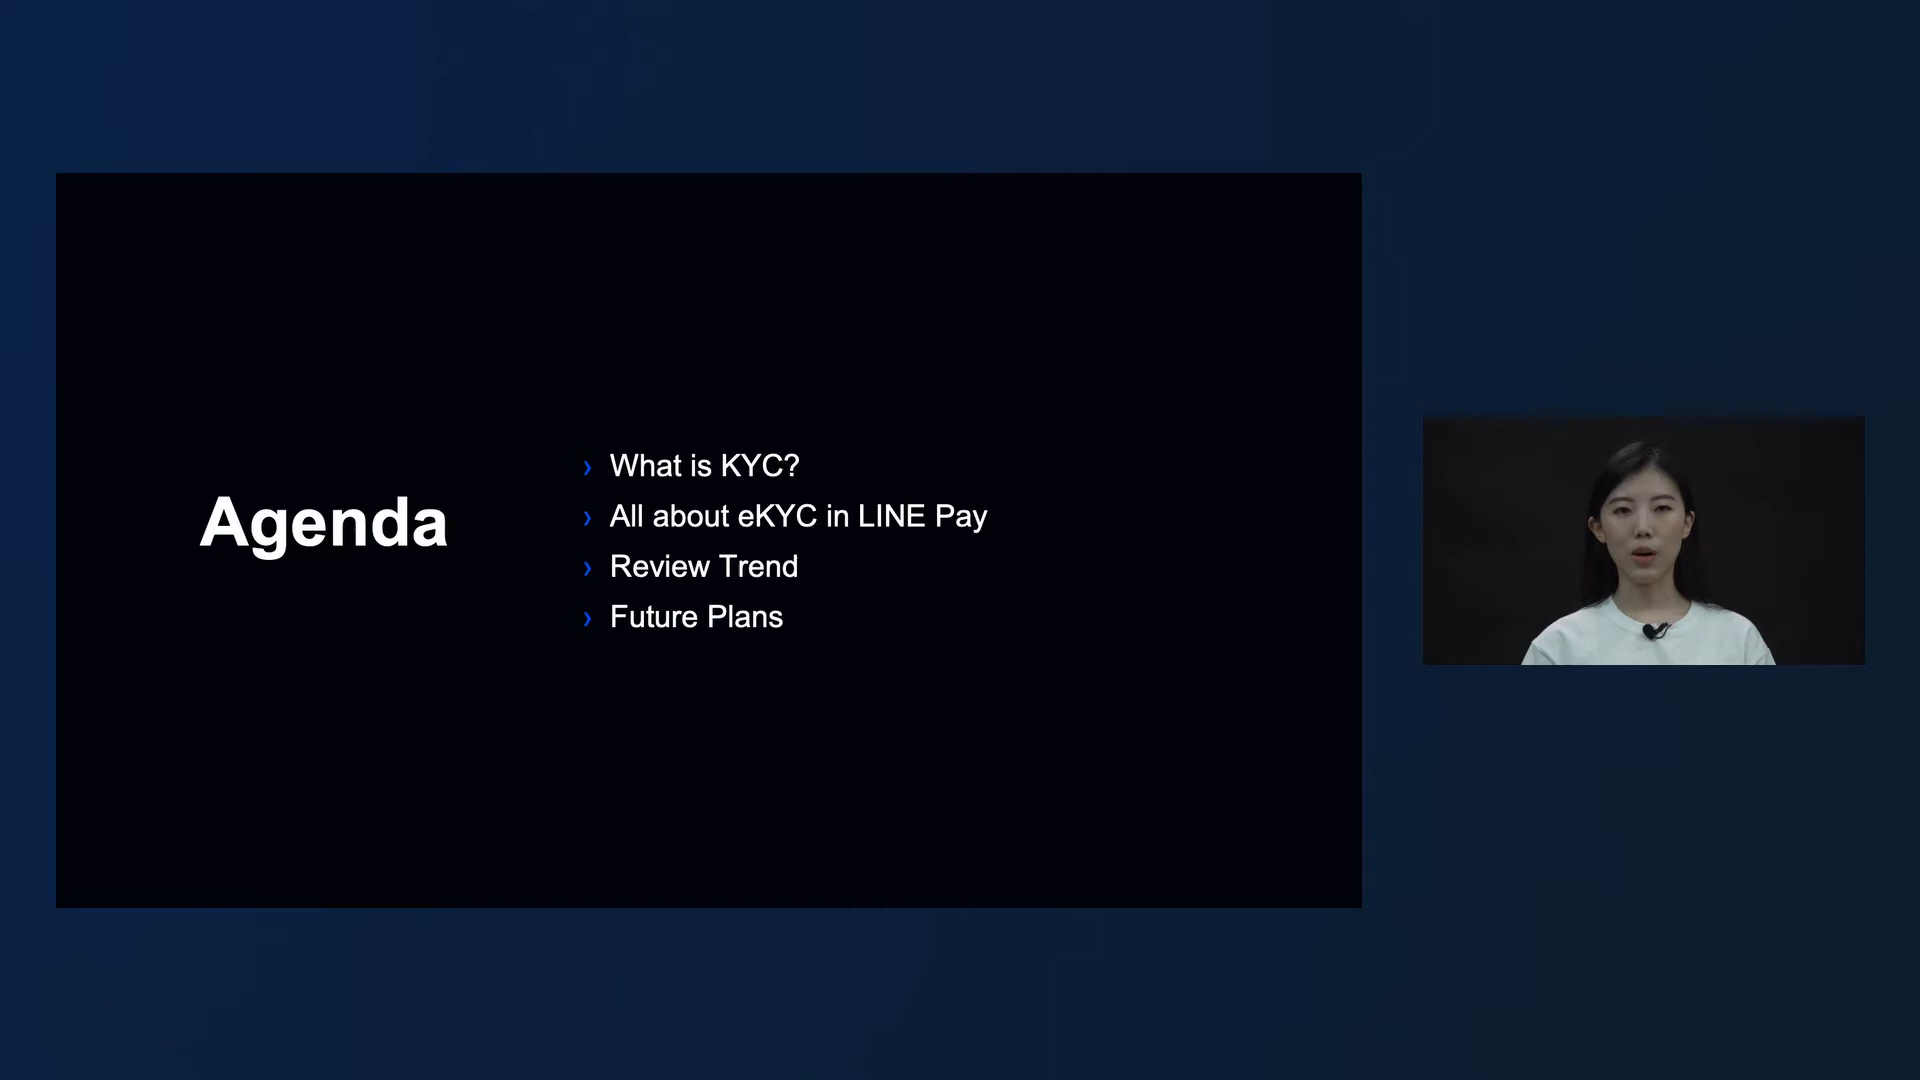 Agenda
› What is KYC?
› All about eKYC in LINE Pay
› Review Trend
› Future Plans